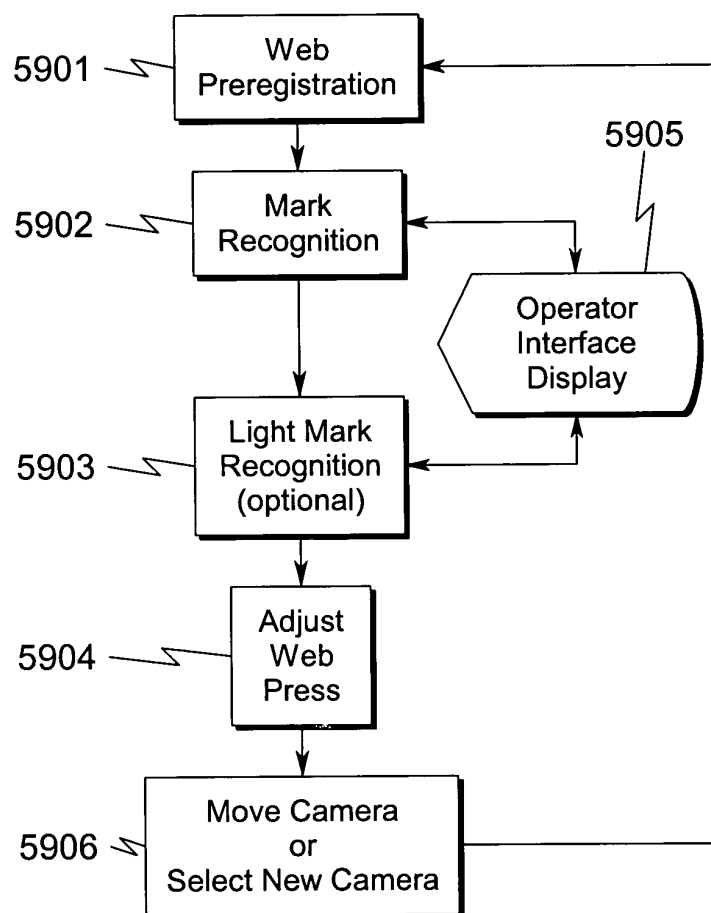 5901
Web
Preregistration
5905
5902
Mark
Recognition
Operator
Interface
Display
5903
Light Mark
Recognition
(optional)
5904
Adjust
Web
Press
5906
Move Camera
or
Select New Camera